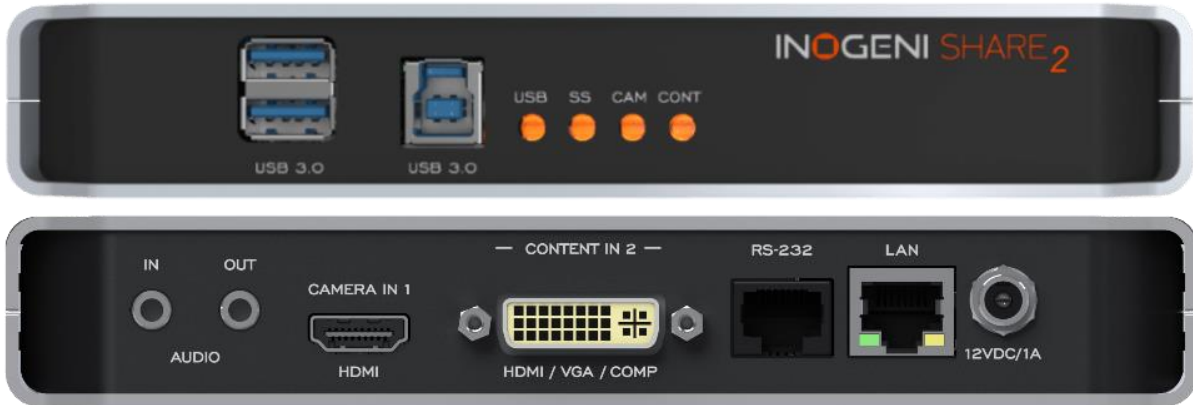 INOGENI SHARE2
USB SS CAM CONT
USB 3.0 USB 3.0
— CONTENT IN 2 —
RS-232 LAN
IN OUT
CAMERA IN 1
AUDIO
HDMI
HDMI / VGA / COMP
12VDC/1A